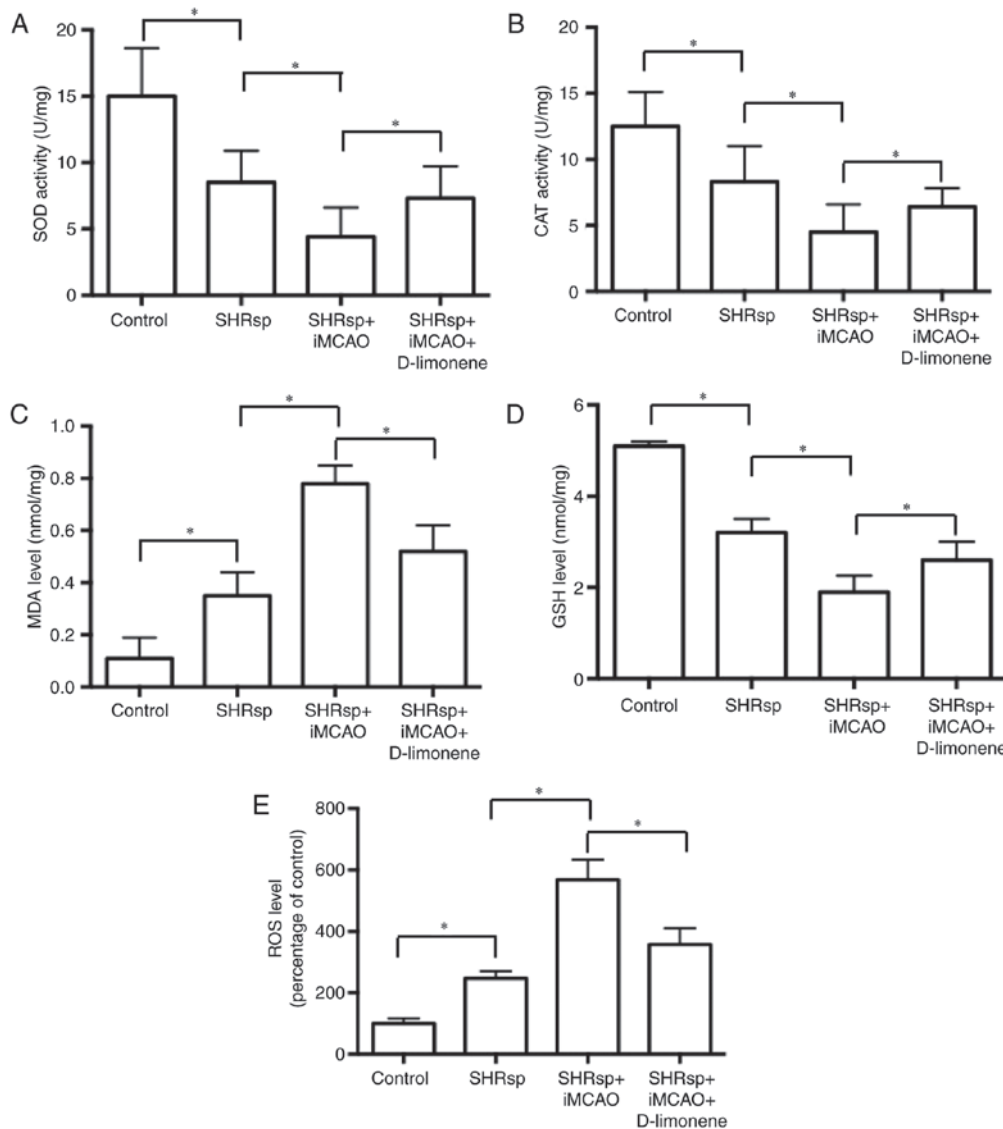 A
SOD activity (U/mg)
20
15
10
5
0
*
*
*
Control
SHRsp
SHRsp+
iMCAO
SHRsp+
iMCAO+
D-limonene
B
CAT activity (U/mg)
20
15
10
5
0
*
*
*
Control
SHRsp
SHRsp+
iMCAO
SHRsp+
iMCAO+
D-limonene
C
MDA level (nmol/mg)
1.0
0.8
0.6
0.4
0.2
0.0
*
*
*
Control
SHRsp
SHRsp+
iMCAO
SHRsp+
iMCAO+
D-limonene
D
GSH level (nmol/mg)
6
4
2
0
*
*
*
Control
SHRsp
SHRsp+
iMCAO
SHRsp+
iMCAO+
D-limonene
E
ROS level
(percentage of control)
800
600
400
200
0
*
*
*
Control
SHRsp
SHRsp+
iMCAO
SHRsp+
iMCAO+
D-limonene